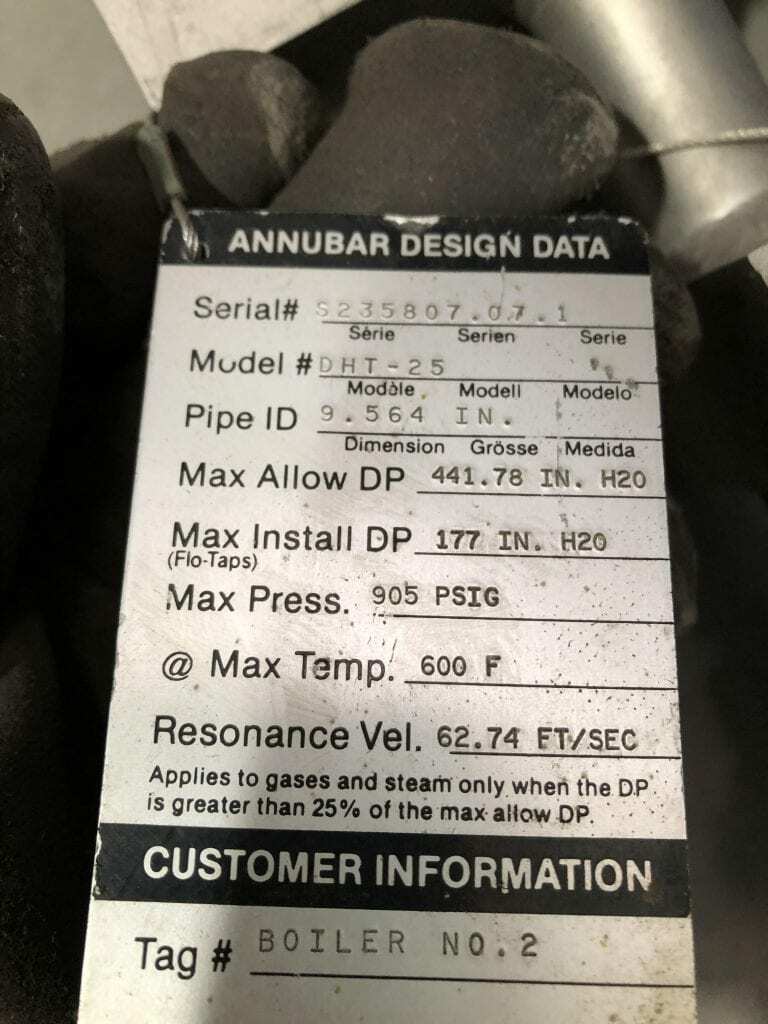 ANNUBAR DESIGN DATA
Serial# S235807.07.1
Série Serien Serie
Model # DHT-25
Modèle Modell Modelo
Pipe ID 9.564 IN.
Dimension Grösse Medida
Max Allow DP 441.78 IN. H20
Max Install DP 177 IN. H20
(Flo-Taps)
Max Press. 905 PSIG
@ Max Temp. 600 F
Resonance Vel. 62.74 FT/SEC
Applies to gases and steam only when the DP
is greater than 25% of the max allow DP.
CUSTOMER INFORMATION
Tag # BOILER NO.2